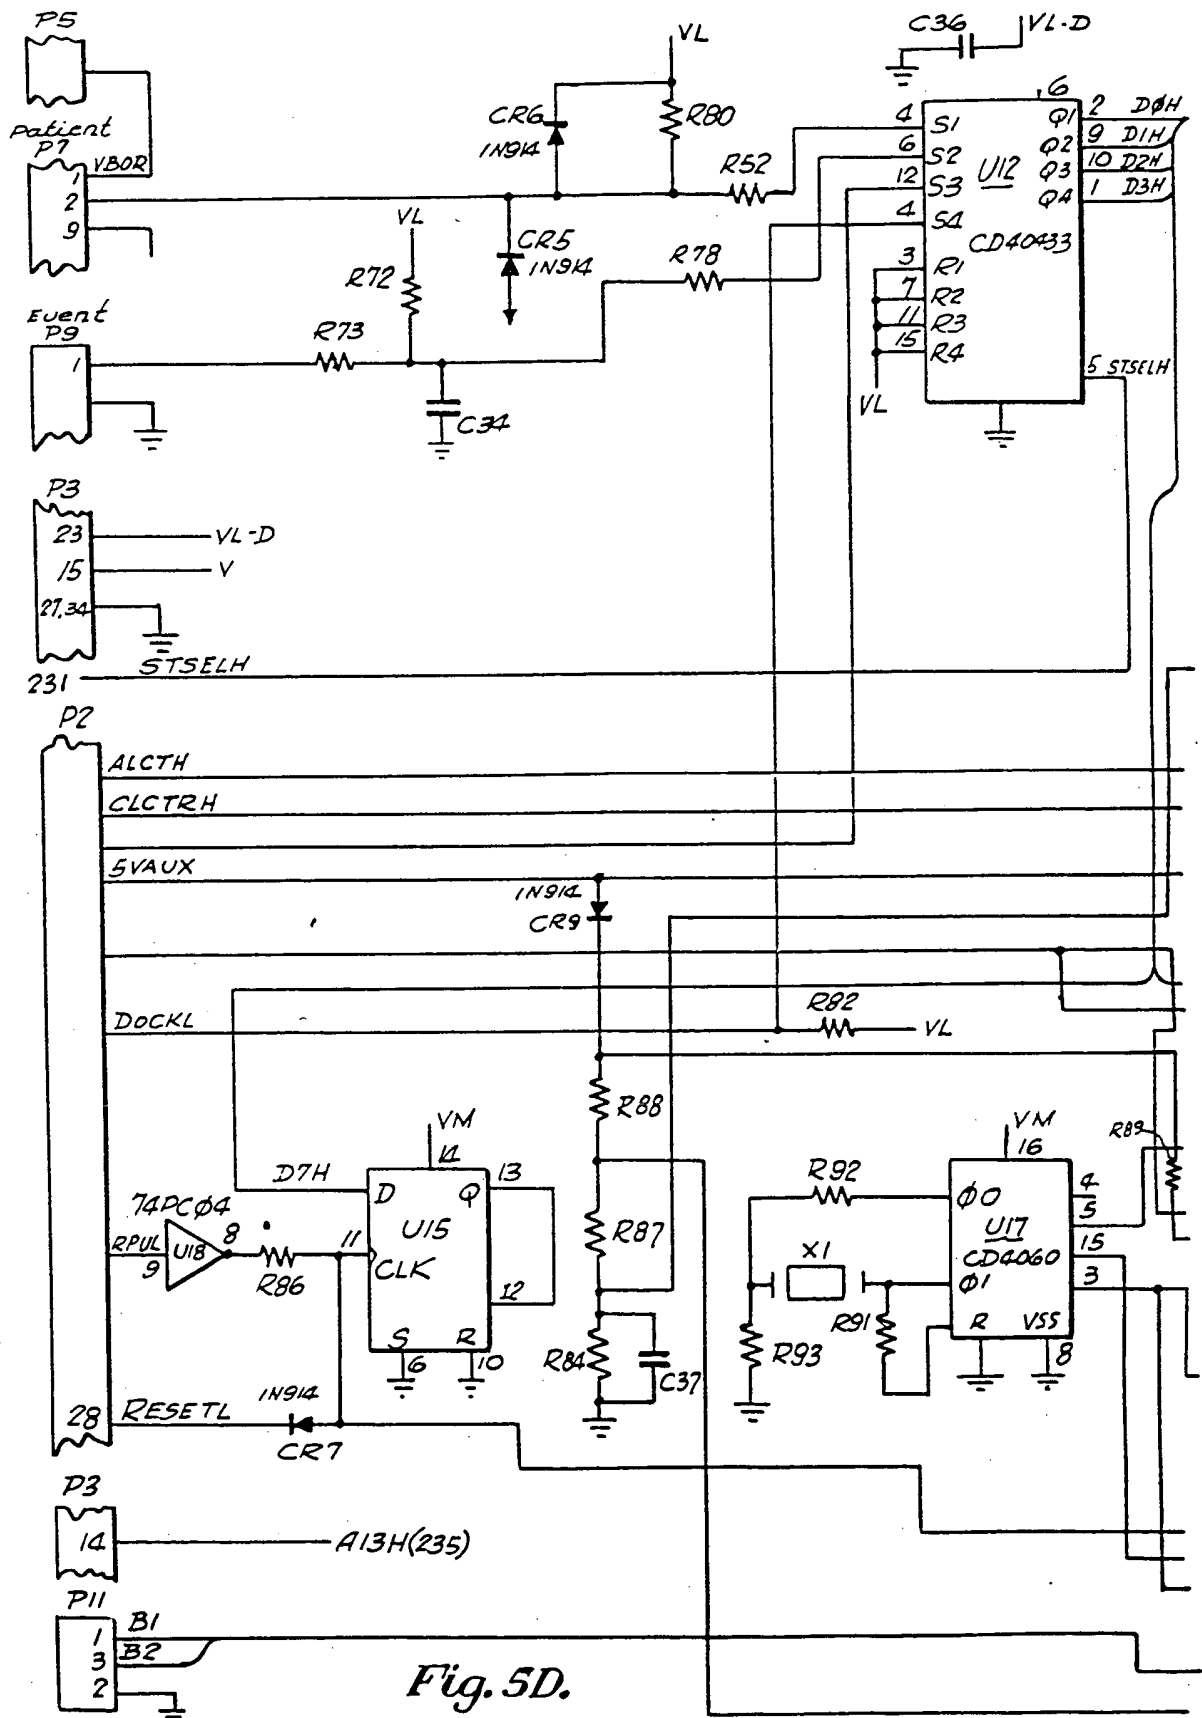 P5
C36 VL-D
VL
CR6
1N914
R80
Patient
P7
VBOR
1
2
9
R52
4 S1
6 S2
12 S3
4 S4
3 R1
7 R2
11 R3
15 R4
6
U12
CD40433
Q1 2 DØH
Q2 9 D1H
Q3 10 D2H
Q4 1 D3H
5 STSELH
VL
VL
R72
CR5
1N914
R78
Event
P9
1
R73
C34
P3
23 VL-D
15 V
27,34
231 STSELH
P2
ALCTH
CLCTRH
5VAUX
1N914
CR9
DOCKL
R82
VL
R88
VM
14
D7H
D Q 13
U15
11 CLK
12
S R
6 10
74PCØ4
RPUL
9 U18 8
R86
R87
R84
C37
R92
X1
R93
R91
VM
16
ϕ0
U17
CD4060
ϕ1
R VSS
8
4
5
15
3
R89
28 RESETL
1N914
CR7
P3
14 A13H(235)
P11
1 B1
3 B2
2
Fig. 5D.